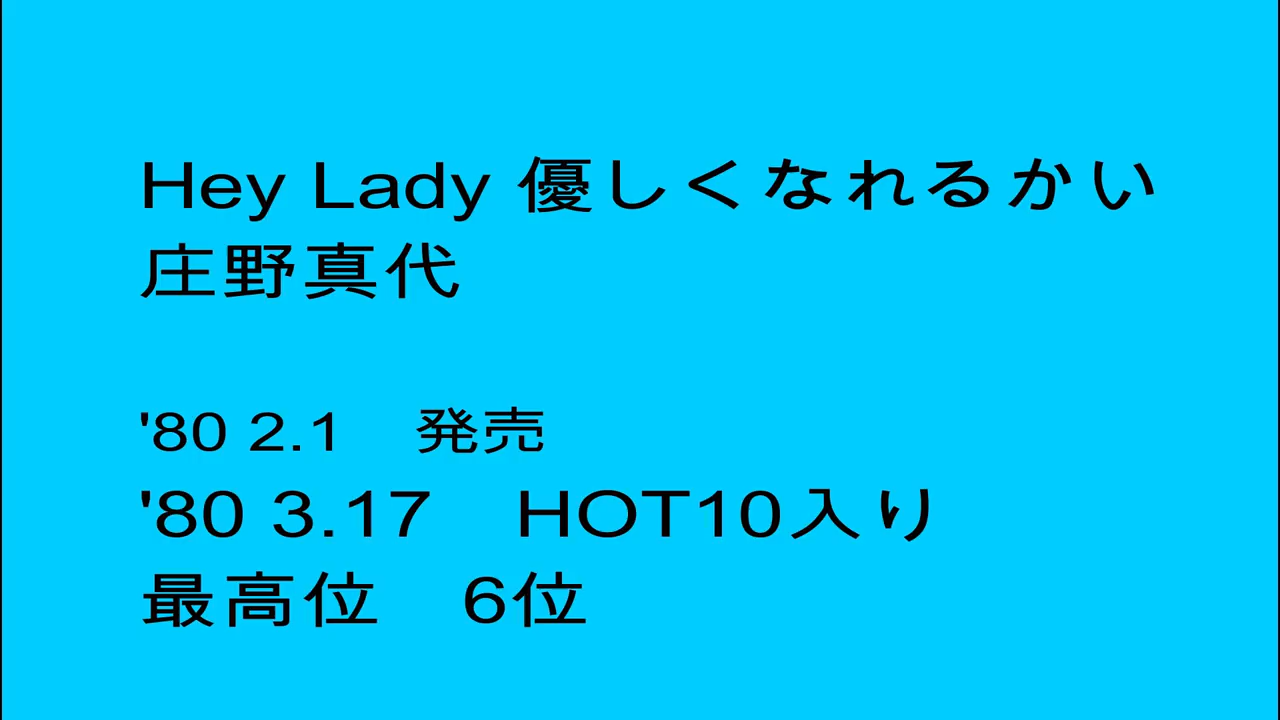 Hey Lady 優しくなれるかい
庄野真代
'80 2.1　発売
'80 3.17　HOT10入り
最高位　6位